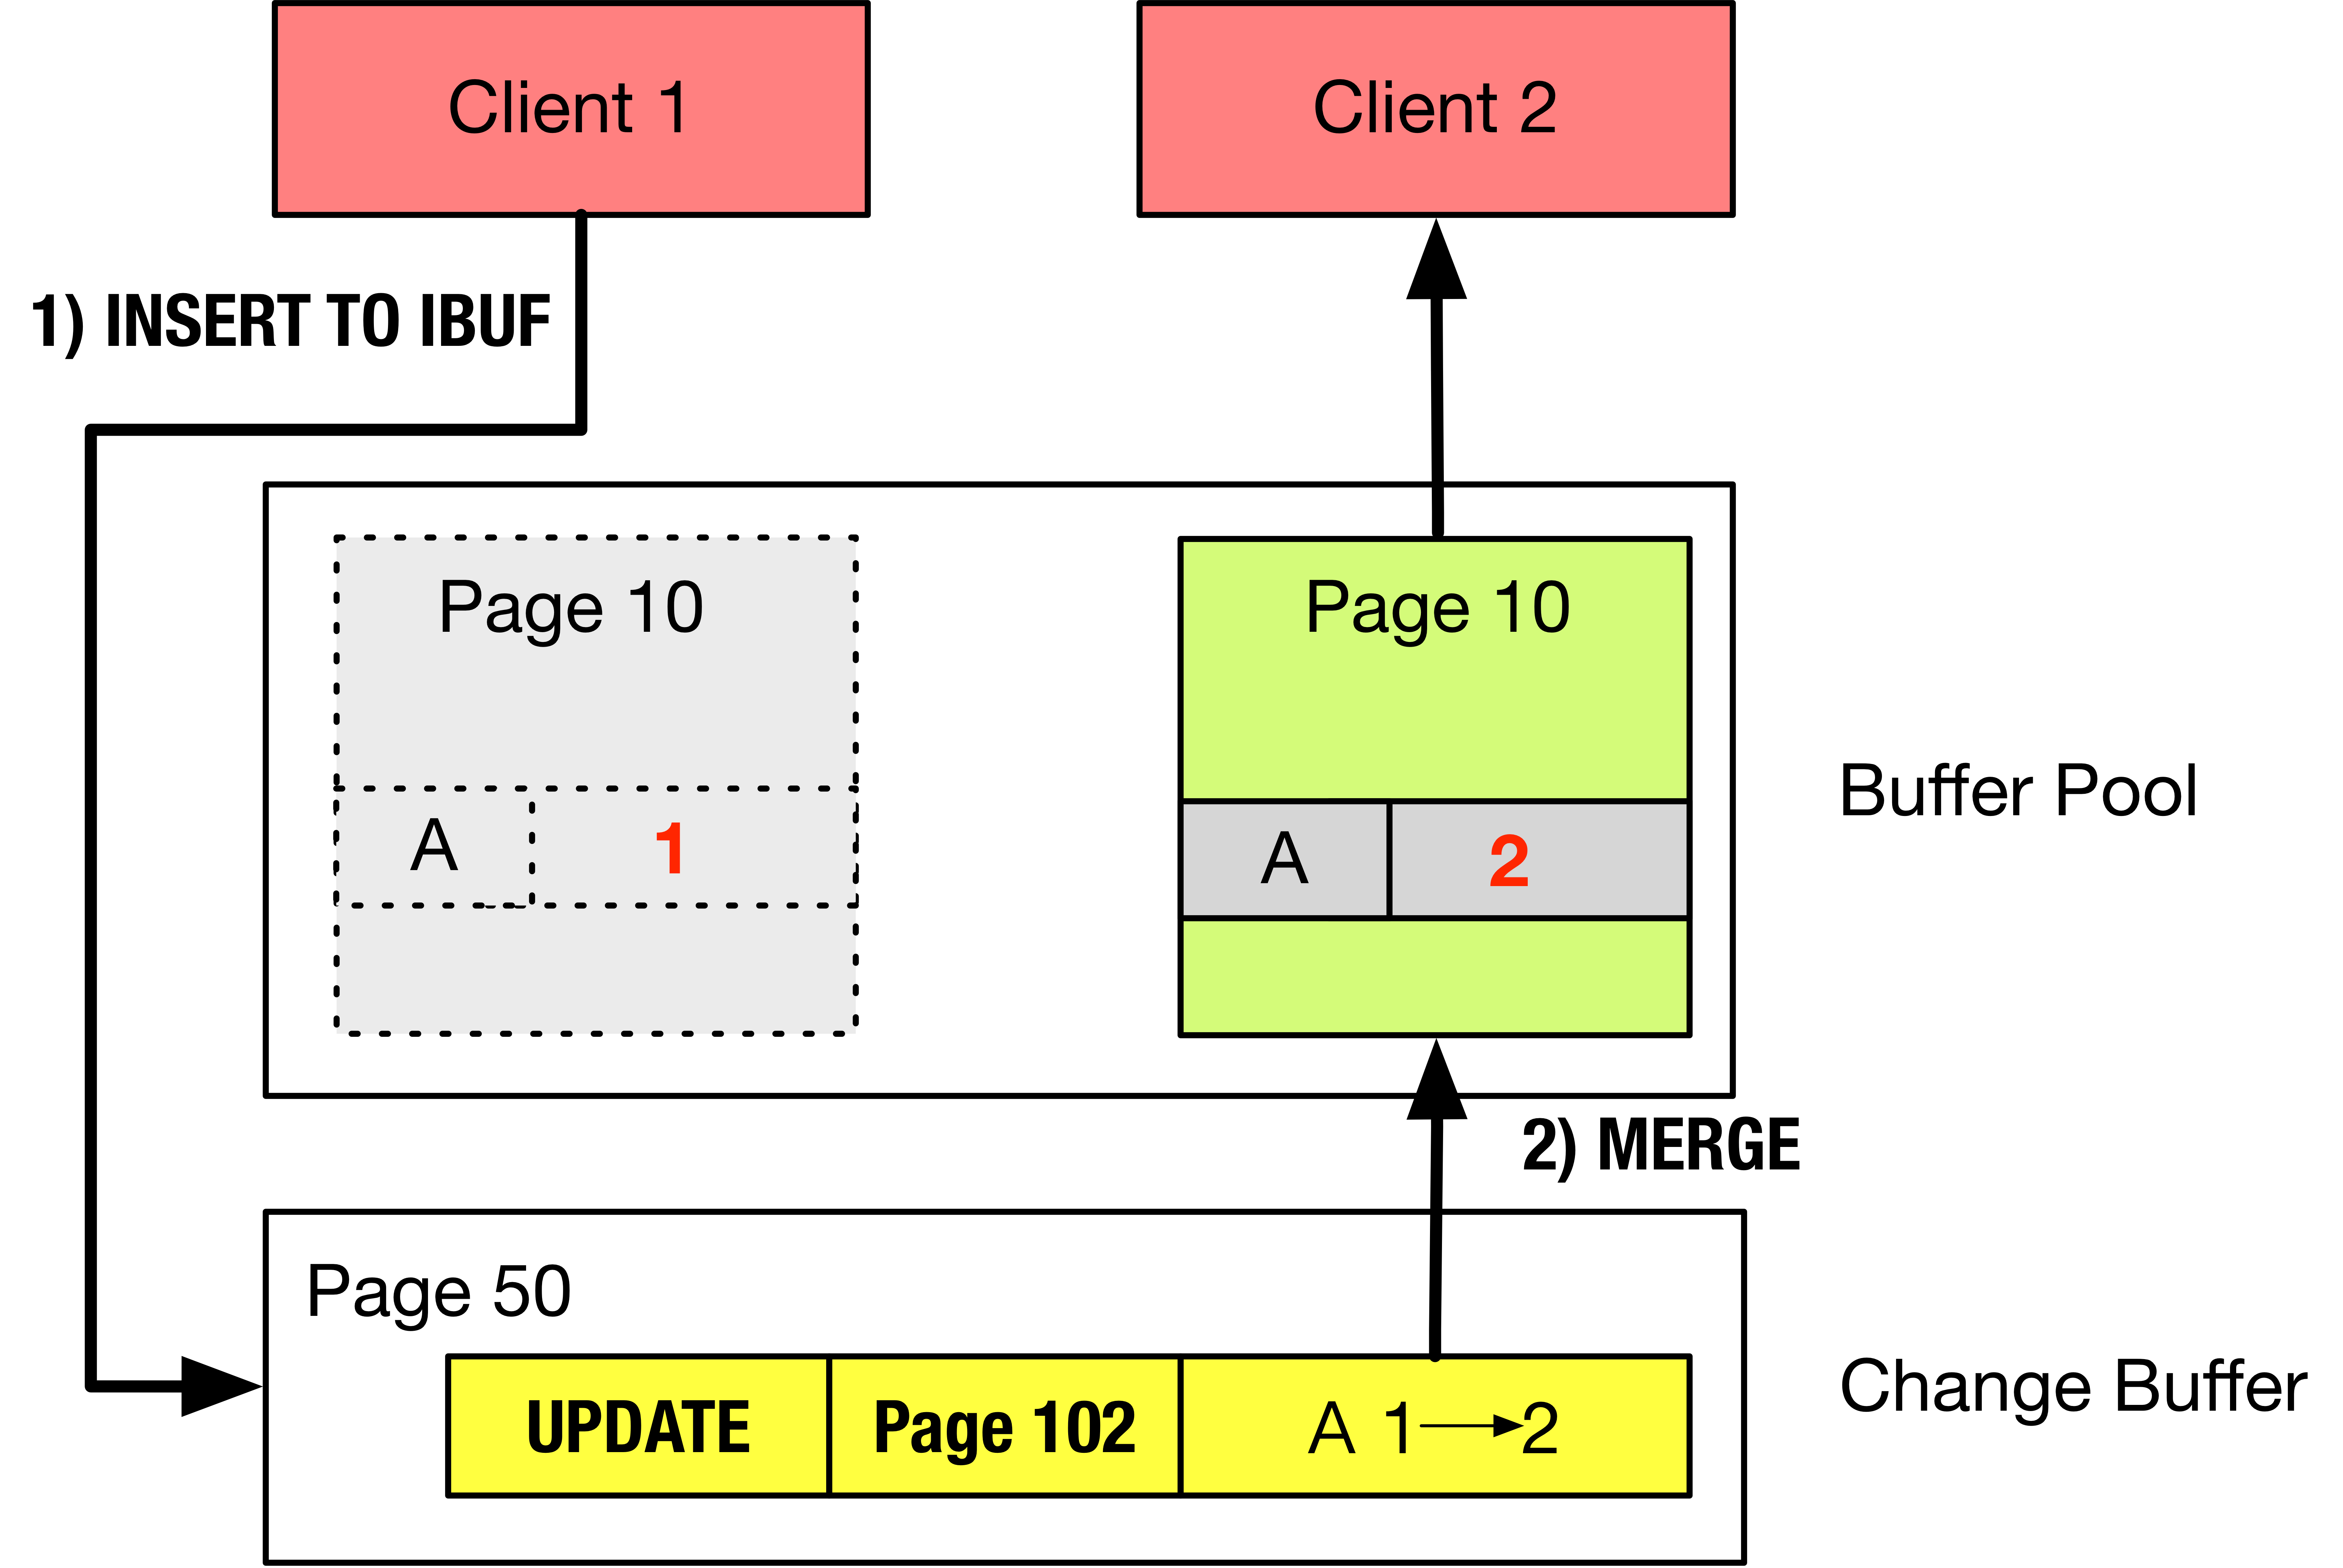 Client 1
Client 2
1) INSERT TO IBUF
Page 10
Page 10
A
1
A
2
Buffer Pool
2) MERGE
Page 50
UPDATE
Page 102
A 1
2
Change Buffer